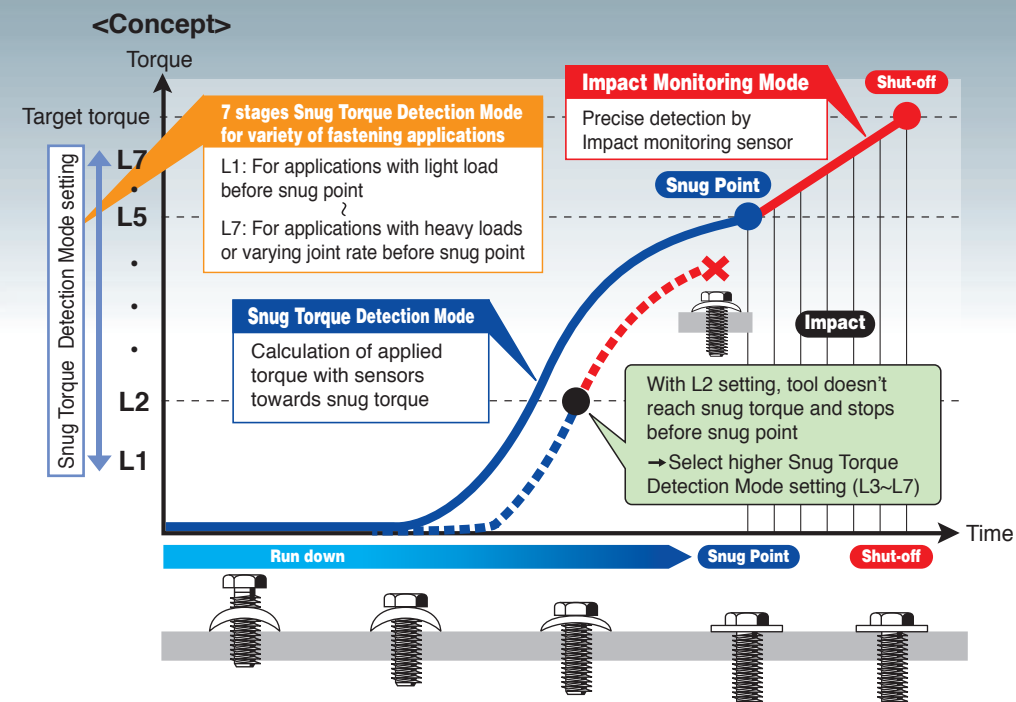 <Concept>
Torque
Target torque
L7
L5
L2
L1
Snug Torque Detection Mode setting
7 stages Snug Torque Detection Mode
for variety of fastening applications
L1: For applications with light load
before snug point
~
L7: For applications with heavy loads
or varying joint rate before snug point
Impact Monitoring Mode
Precise detection by
Impact monitoring sensor
Shut-off
Snug Point
Snug Torque Detection Mode
Calculation of applied
torque with sensors
towards snug torque
Impact
With L2 setting, tool doesn't
reach snug torque and stops
before snug point
→Select higher Snug Torque
Detection Mode setting (L3~L7)
Time
Run down
Snug Point
Shut-off